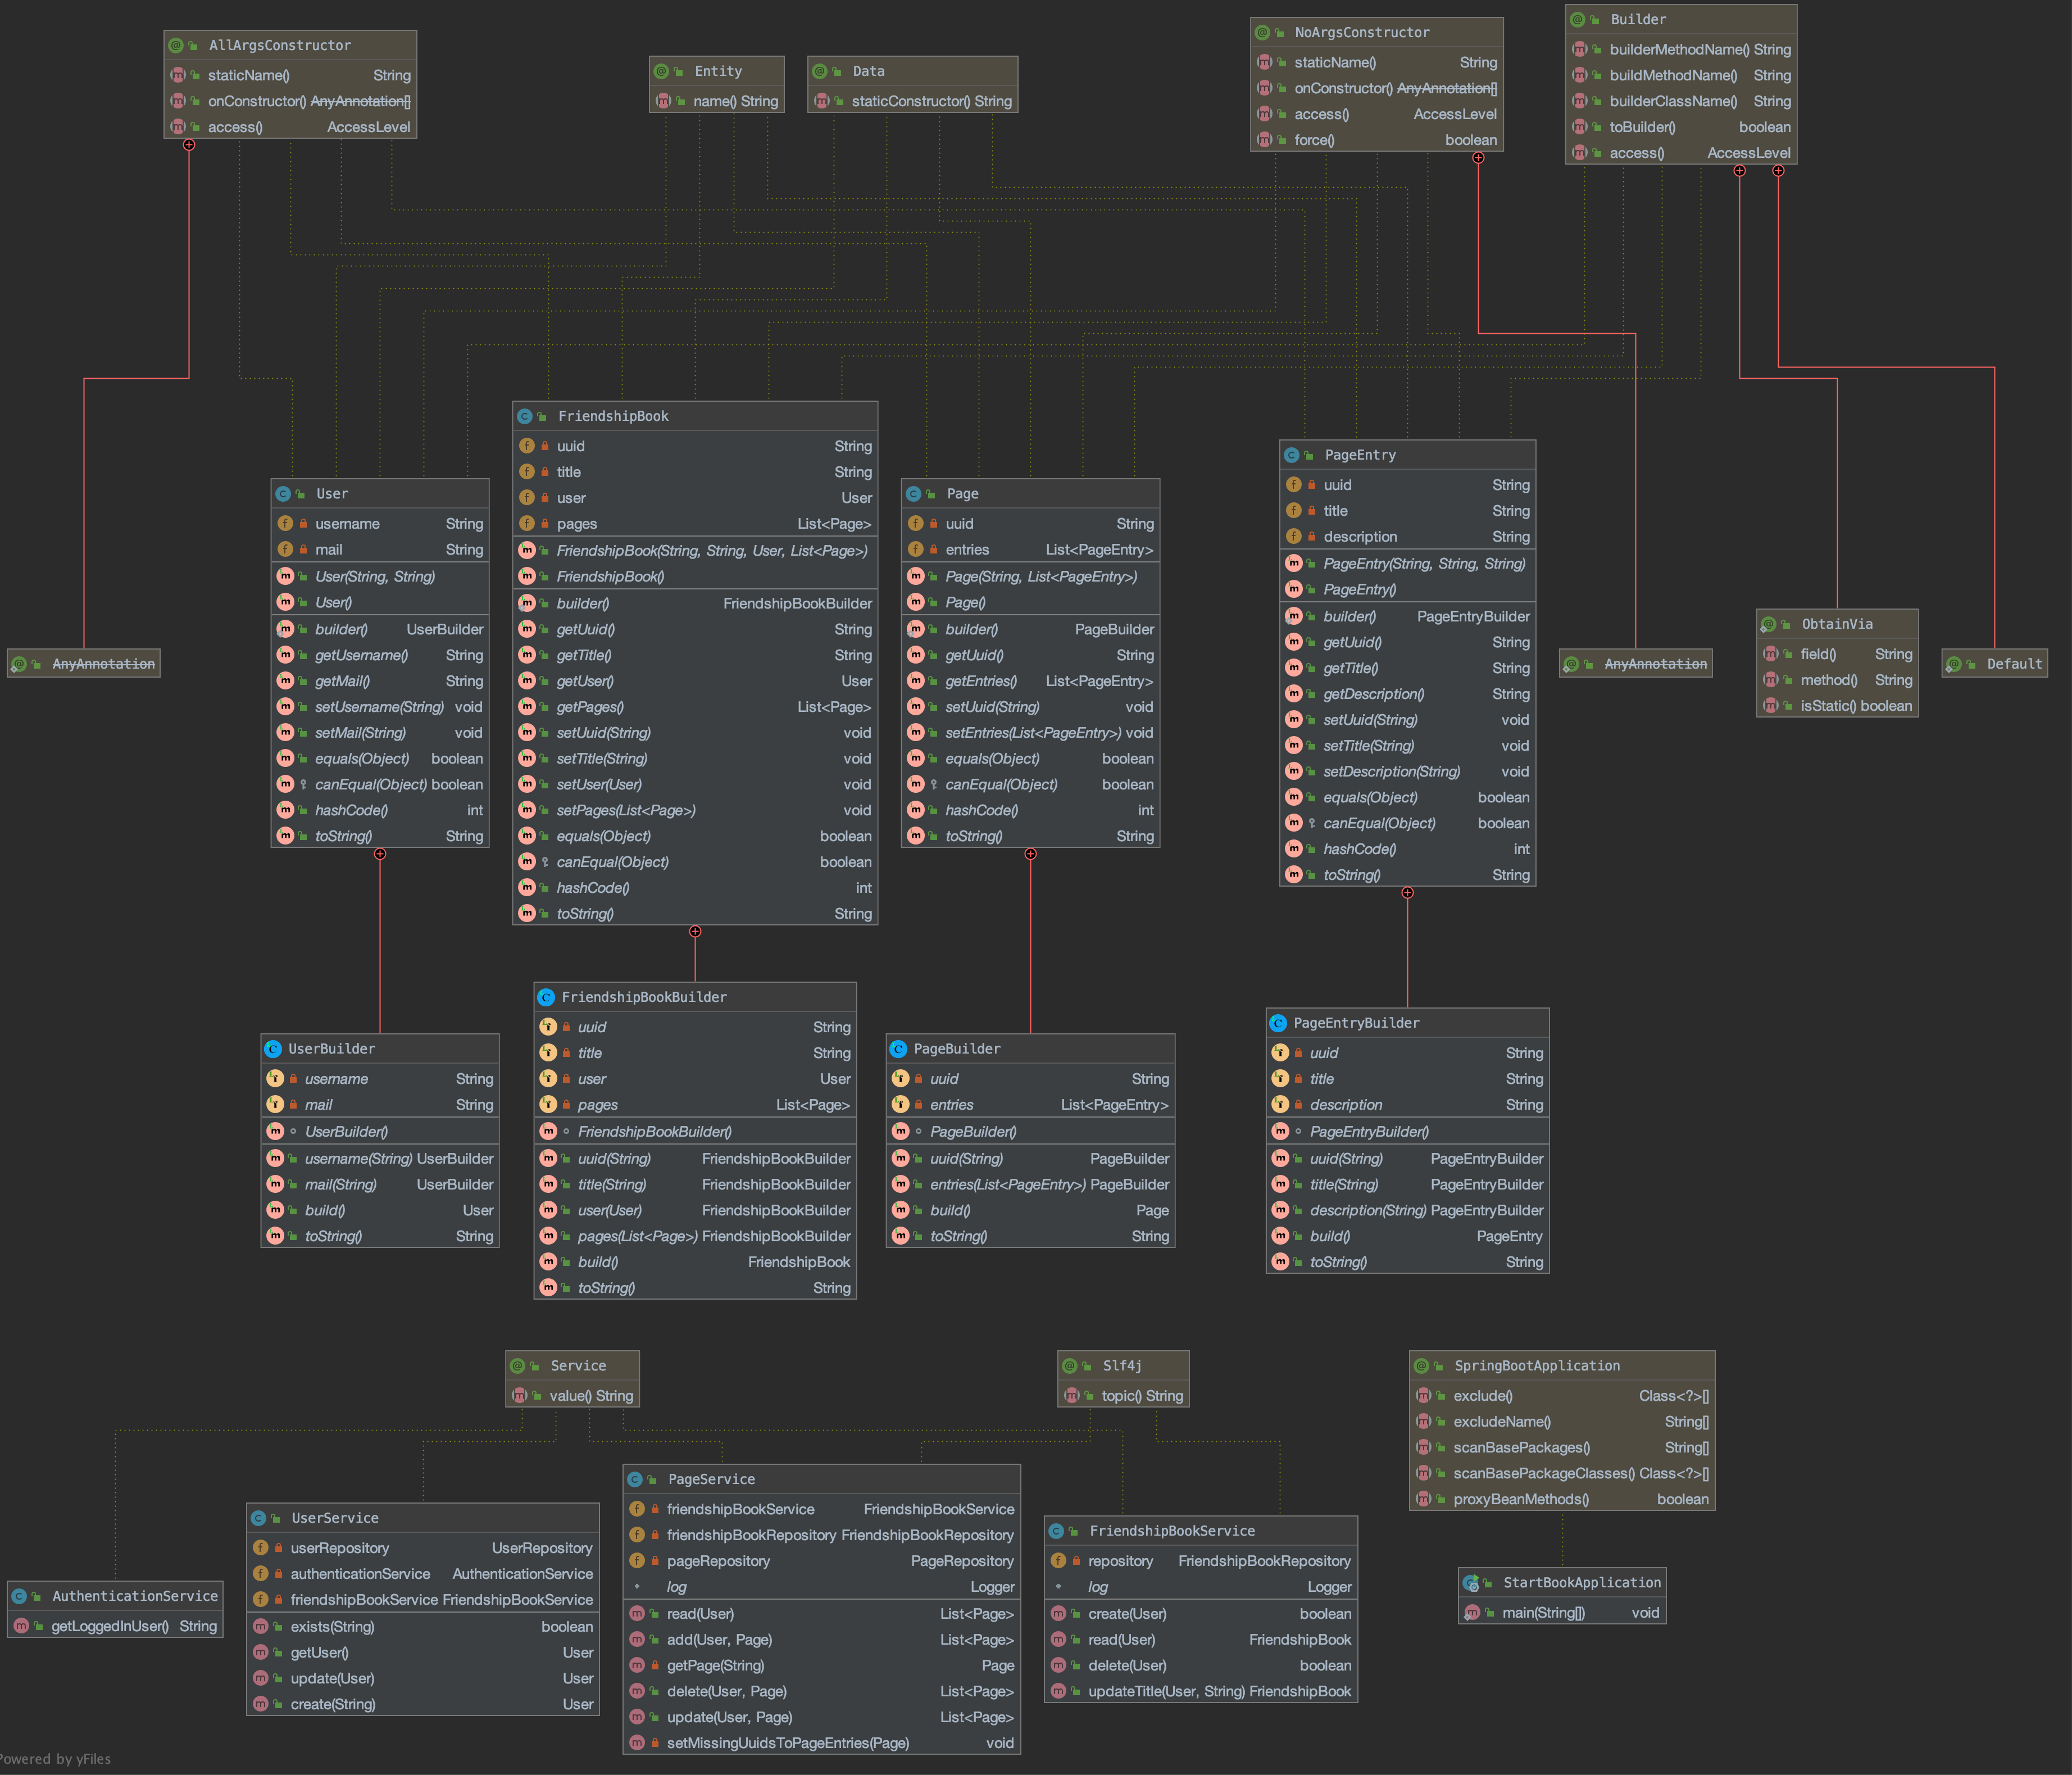 AllArgsConstructor
staticName() String
onConstructor() AnyAnnotation[]
access() AccessLevel
Entity
name() String
Data
staticConstructor() String
NoArgsConstructor
staticName() String
onConstructor() AnyAnnotation[]
access() AccessLevel
force() boolean
Builder
builderMethodName() String
buildMethodName() String
builderClassName() String
toBuilder() boolean
access() AccessLevel
AnyAnnotation
User
username String
mail String
User(String, String)
User()
builder() UserBuilder
getUsername() String
getMail() String
setUsername(String) void
setMail(String) void
equals(Object) boolean
canEqual(Object) boolean
hashCode() int
toString() String
FriendshipBook
uuid String
title String
user User
pages List<Page>
FriendshipBook(String, String, User, List<Page>)
FriendshipBook()
builder() FriendshipBookBuilder
getUuid() String
getTitle() String
getUser() User
getPages() List<Page>
setUuid(String) void
setTitle(String) void
setUser(User) void
setPages(List<Page>) void
equals(Object) boolean
canEqual(Object) boolean
hashCode() int
toString() String
Page
uuid String
entries List<PageEntry>
Page(String, List<PageEntry>)
Page()
builder() PageBuilder
getUuid() String
getEntries() List<PageEntry>
setUuid(String) void
setEntries(List<PageEntry>) void
equals(Object) boolean
canEqual(Object) boolean
hashCode() int
toString() String
PageEntry
uuid String
title String
description String
PageEntry(String, String, String)
PageEntry()
builder() PageEntryBuilder
getUuid() String
getTitle() String
getDescription() String
setUuid(String) void
setTitle(String) void
setDescription(String) void
equals(Object) boolean
canEqual(Object) boolean
hashCode() int
toString() String
AnyAnnotation
ObtainVia
field() String
method() String
isStatic() boolean
Default
UserBuilder
username String
mail String
UserBuilder()
username(String) UserBuilder
mail(String) UserBuilder
build() User
toString() String
FriendshipBookBuilder
uuid String
title String
user User
pages List<Page>
FriendshipBookBuilder()
uuid(String) FriendshipBookBuilder
title(String) FriendshipBookBuilder
user(User) FriendshipBookBuilder
pages(List<Page>) FriendshipBookBuilder
build() FriendshipBook
toString() String
PageBuilder
uuid String
entries List<PageEntry>
PageBuilder()
uuid(String) PageBuilder
entries(List<PageEntry>) PageBuilder
build() Page
toString() String
PageEntryBuilder
uuid String
title String
description String
PageEntryBuilder()
uuid(String) PageEntryBuilder
title(String) PageEntryBuilder
description(String) PageEntryBuilder
build() PageEntry
toString() String
Service
value() String
Slf4j
topic() String
SpringBootApplication
exclude() Class<?>[]
excludeName() String[]
scanBasePackages() String[]
scanBasePackageClasses() Class<?>[]
proxyBeanMethods() boolean
AuthenticationService
getLoggedInUser() String
UserService
userRepository UserRepository
authenticationService AuthenticationService
friendshipBookService FriendshipBookService
exists(String) boolean
getUser() User
update(User) User
create(String) User
PageService
friendshipBookService FriendshipBookService
friendshipBookRepository FriendshipBookRepository
pageRepository PageRepository
log Logger
read(User) List<Page>
add(User, Page) List<Page>
getPage(String) Page
delete(User, Page) List<Page>
update(User, Page) List<Page>
setMissingUuidsToPageEntries(Page) void
FriendshipBookService
repository FriendshipBookRepository
log Logger
create(User) boolean
read(User) FriendshipBook
delete(User) boolean
updateTitle(User, String) FriendshipBook
StartBookApplication
main(String[]) void
Powered by yFiles